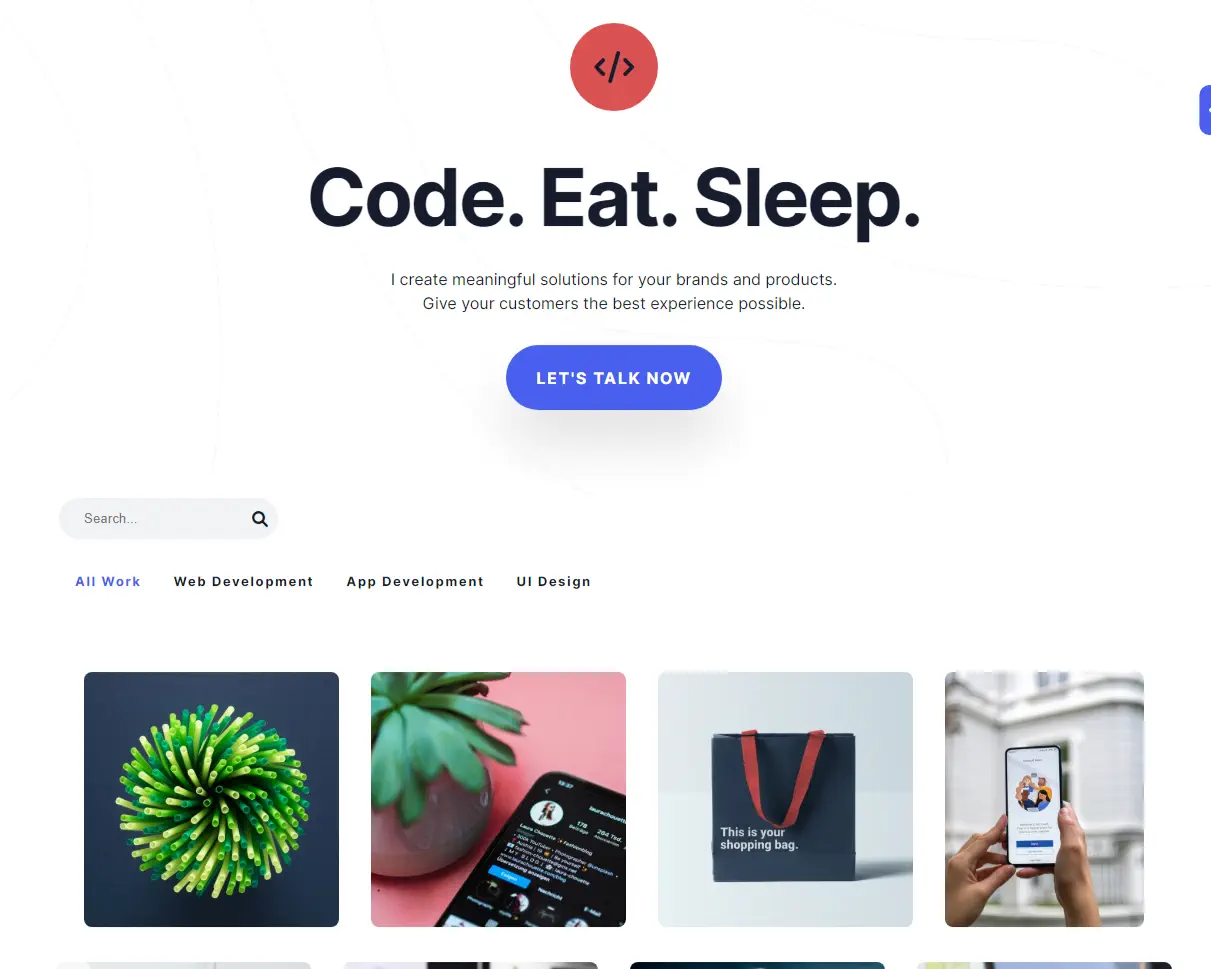 </>
Code. Eat. Sleep.
I create meaningful solutions for your brands and products.
Give your customers the best experience possible.
LET'S TALK NOW
Search...
All Work
Web Development
App Development
UI Design
This is your
shopping bag.